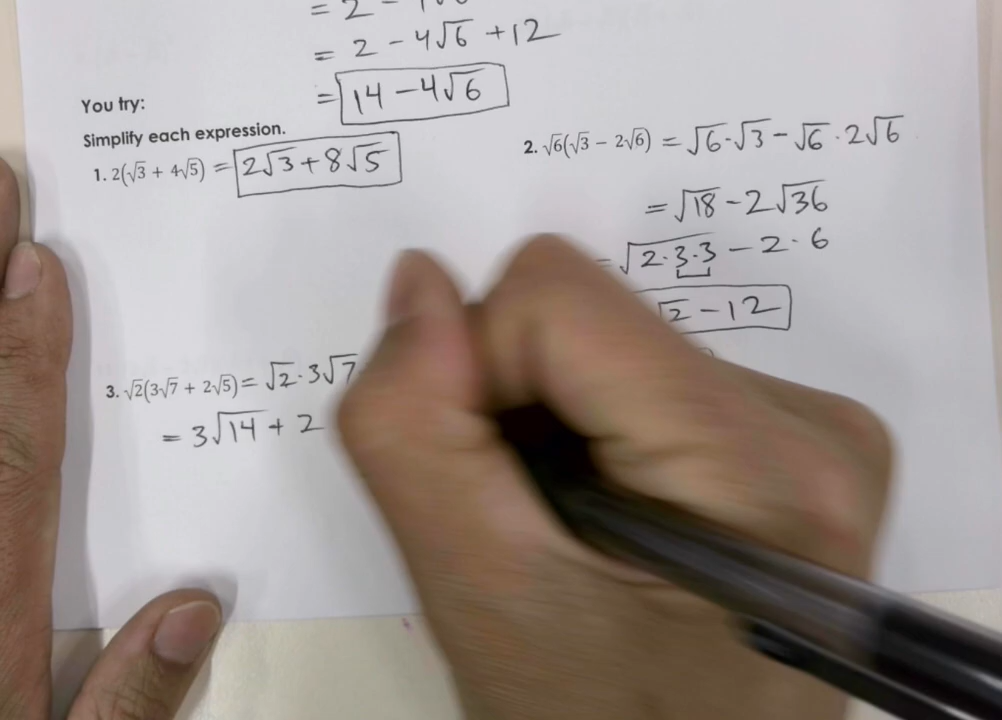 = 2 -
= 2 - 4√6 + 12
= 14 - 4√6
You try:
Simplify each expression.
1. 2(√3 + 4√5) = 2√3 + 8√5
2. √6(√3 - 2√6) = √6·√3 - √6·2√6
= √18 - 2√36
= √2·3·3 - 2·6
√2 - 12
3. √2(3√7 + 2√5) = √2·3√7
= 3√14 + 2